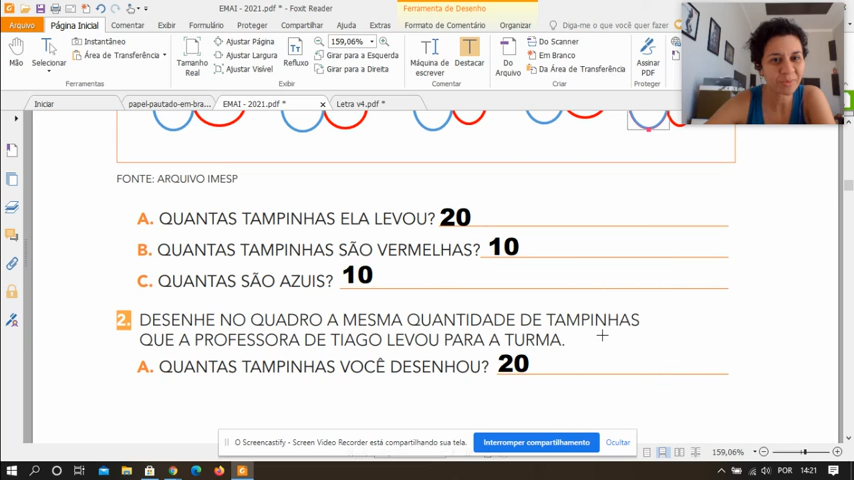 EMAI - 2021.pdf * - Foxit Reader
Ferramenta de Desenho
Arquivo
Página Inicial
Comentar
Exibir
Formulário
Proteger
Compartilhar
Ajuda
Extras
Formato de Comentário
Organizar
Diga-me o que você quer fazer
Mão
Selecionar
Instantâneo
Área de Transferência
Ferramentas
Tamanho Real
Ajustar Página
Ajustar Largura
Ajustar Visível
Refluxo
159,06%
Girar para a Esquerda
Girar para a Direita
Exibir
Máquina de escrever
Destacar
Comentar
Do Arquivo
Do Scanner
Em Branco
Da Área de Transferência
Criar
Assinar PDF
Proteger
Iniciar
papel-pautado-em-bra...
EMAI - 2021.pdf *
Letra v4.pdf *
FONTE: ARQUIVO IMESP
A. QUANTAS TAMPINHAS ELA LEVOU? 20
B. QUANTAS TAMPINHAS SÃO VERMELHAS? 10
C. QUANTAS SÃO AZUIS? 10
2. DESENHE NO QUADRO A MESMA QUANTIDADE DE TAMPINHAS
QUE A PROFESSORA DE TIAGO LEVOU PARA A TURMA.
A. QUANTAS TAMPINHAS VOCÊ DESENHOU? 20
O Screencastify - Screen Video Recorder está compartilhando sua tela.
Interromper compartilhamento
Ocultar
159,06%
POR
14:21